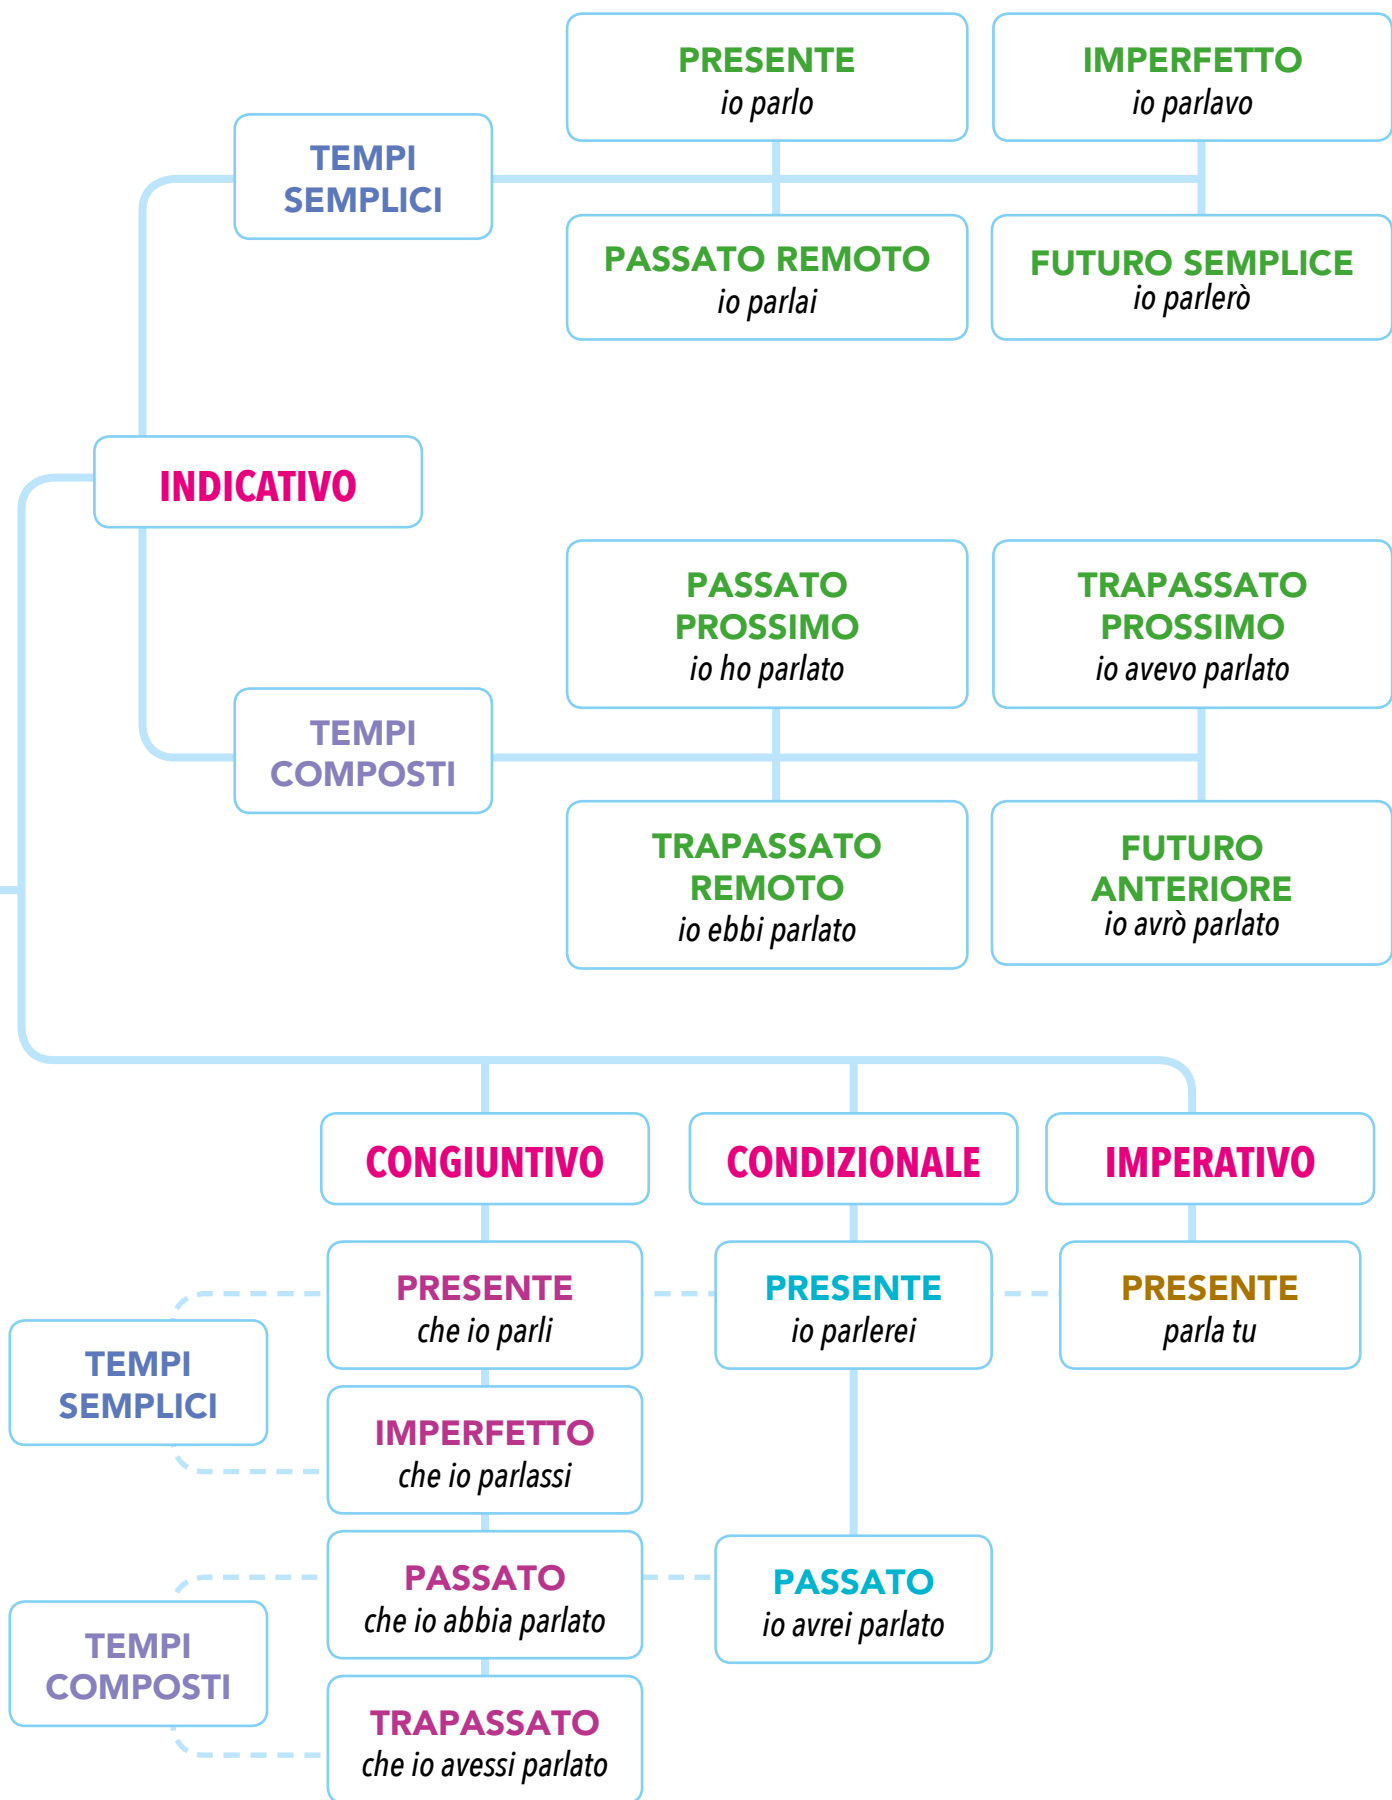 PRESENTE
io parlo
IMPERFETTO
io parlavo
TEMPI
SEMPLICI
PASSATO REMOTO
io parlai
FUTURO SEMPLICE
io parlerò
INDICATIVO
PASSATO
PROSSIMO
io ho parlato
TRAPASSATO
PROSSIMO
io avevo parlato
TEMPI
COMPOSTI
TRAPASSATO
REMOTO
io ebbi parlato
FUTURO
ANTERIORE
io avrò parlato
CONGIUNTIVO
CONDIZIONALE
IMPERATIVO
PRESENTE
che io parli
PRESENTE
io parlerei
PRESENTE
parla tu
TEMPI
SEMPLICI
IMPERFETTO
che io parlassi
PASSATO
che io abbia parlato
PASSATO
io avrei parlato
TEMPI
COMPOSTI
TRAPASSATO
che io avessi parlato